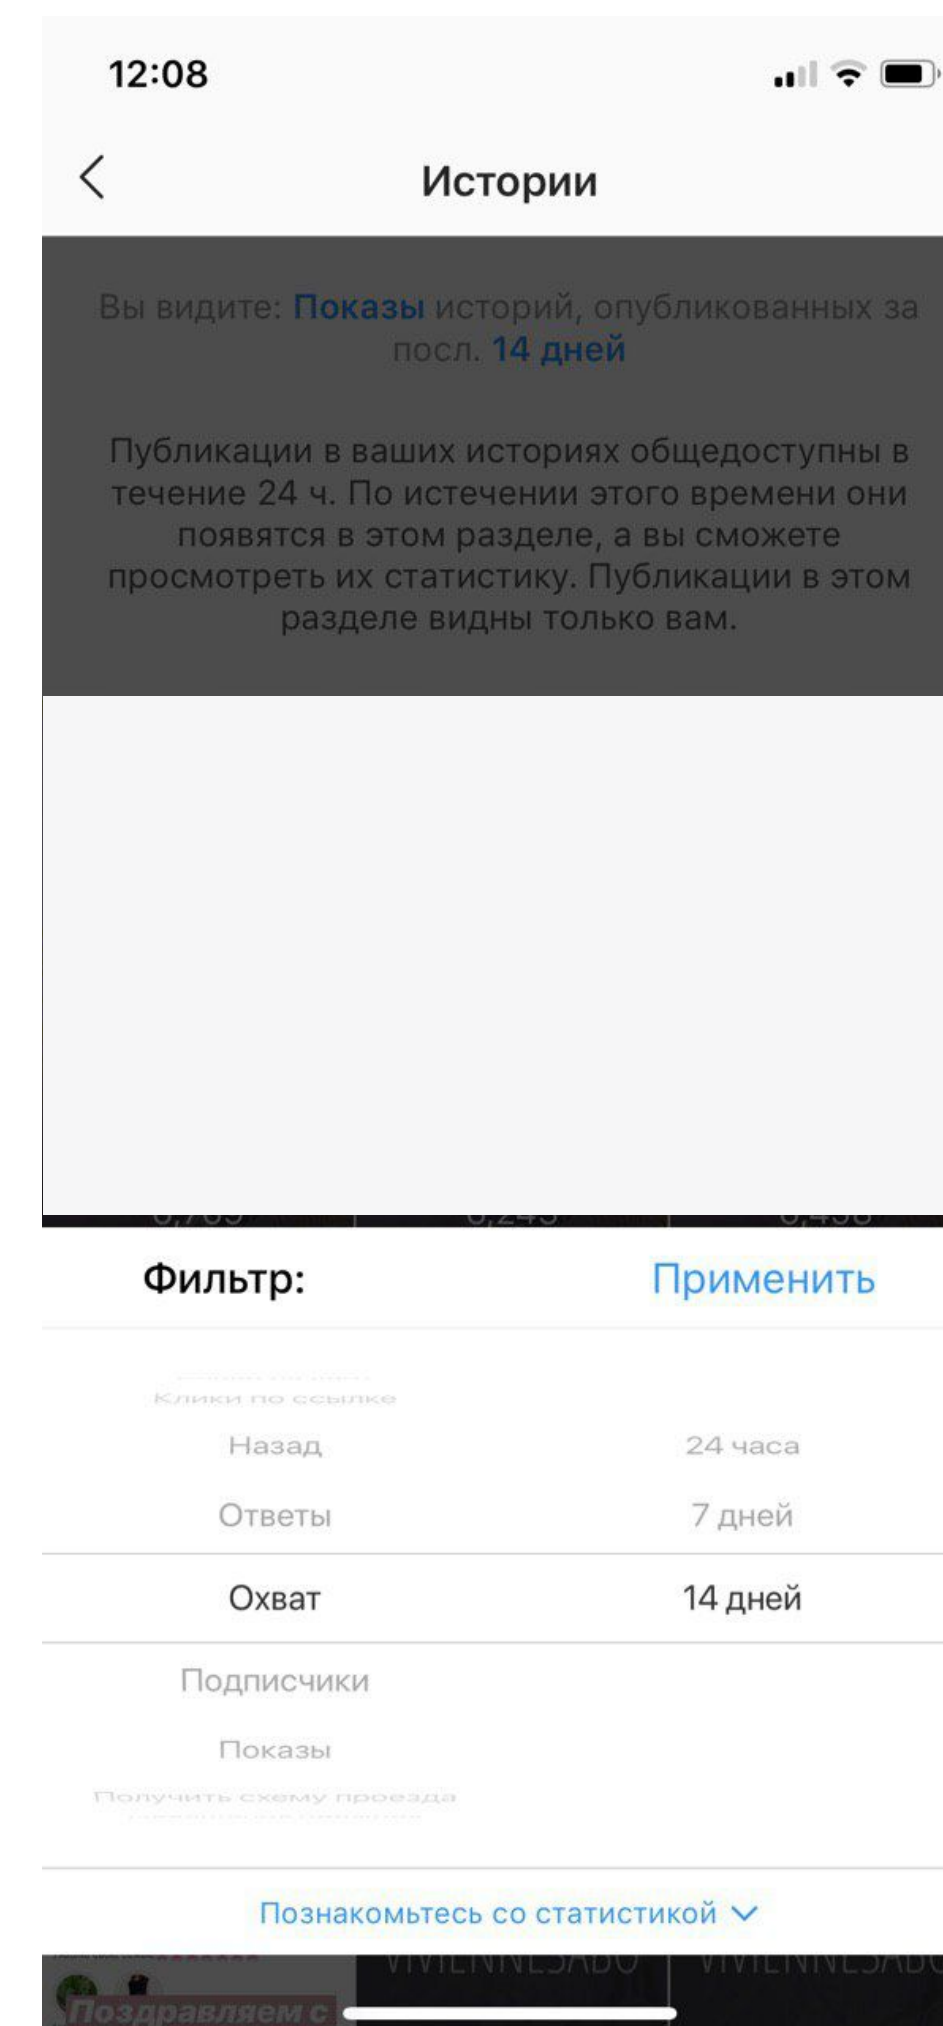 12:08
Истории
Вы видите: Показы историй, опубликованных за
посл. 14 дней
Публикации в ваших историях общедоступны в
течение 24 ч. По истечении этого времени они
появятся в этом разделе, а вы сможете
просмотреть их статистику. Публикации в этом
разделе видны только вам.
Фильтр: Применить
Клики по ссылке
Назад 24 часа
Ответы 7 дней
Охват 14 дней
Подписчики
Показы
Получить схему проезда
Познакомьтесь со статистикой
VIVIENNESABO VIVIENNESABO
Поздравляем с